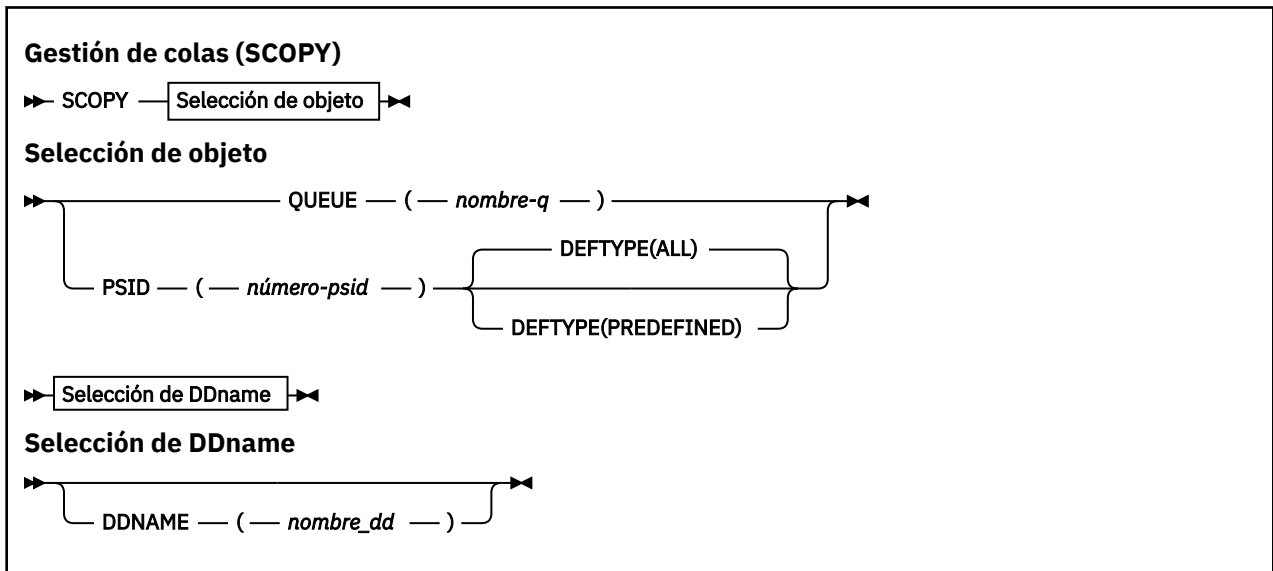 Gestión de colas (SCOPY)
SCOPY Selección de objeto
Selección de objeto
QUEUE ( nombre-q )
DEFTYPE(ALL)
PSID ( número-psid )
DEFTYPE(PREDEFINED)
Selección de DDname
Selección de DDname
DDNAME ( nombre_dd )